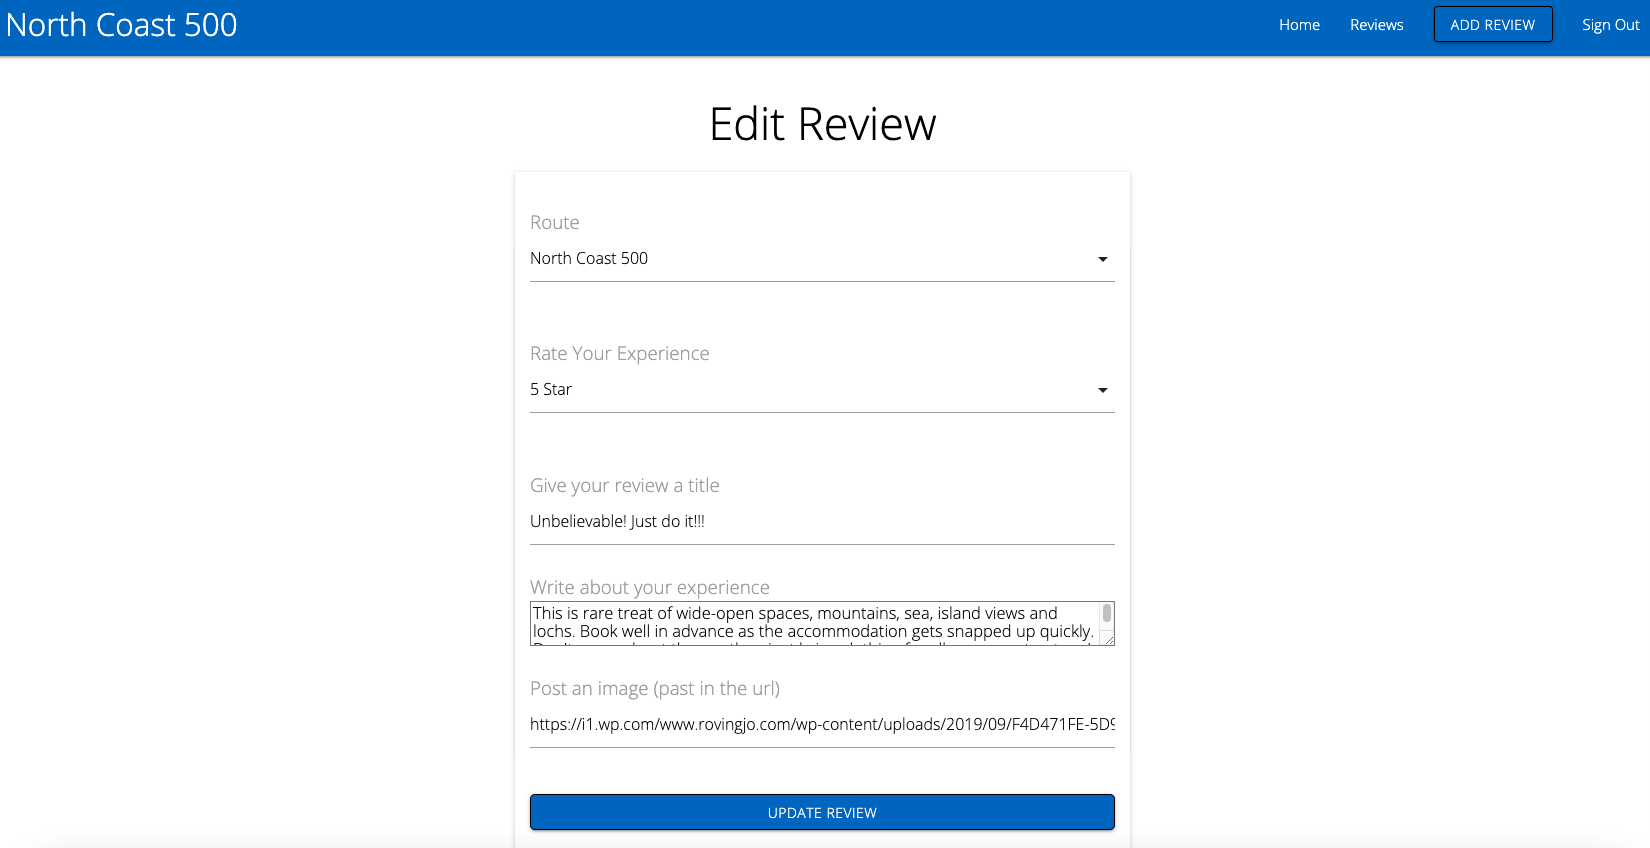 North Coast 500
Home
Reviews
ADD REVIEW
Sign Out
Edit Review
Route
North Coast 500
Rate Your Experience
5 Star
Give your review a title
Unbelievable! Just do it!!!
Write about your experience
This is rare treat of wide-open spaces, mountains, sea, island views and
lochs. Book well in advance as the accommodation gets snapped up quickly.
Post an image (past in the url)
https://i1.wp.com/www.rovingjo.com/wp-content/uploads/2019/09/F4D471FE-5D9
UPDATE REVIEW